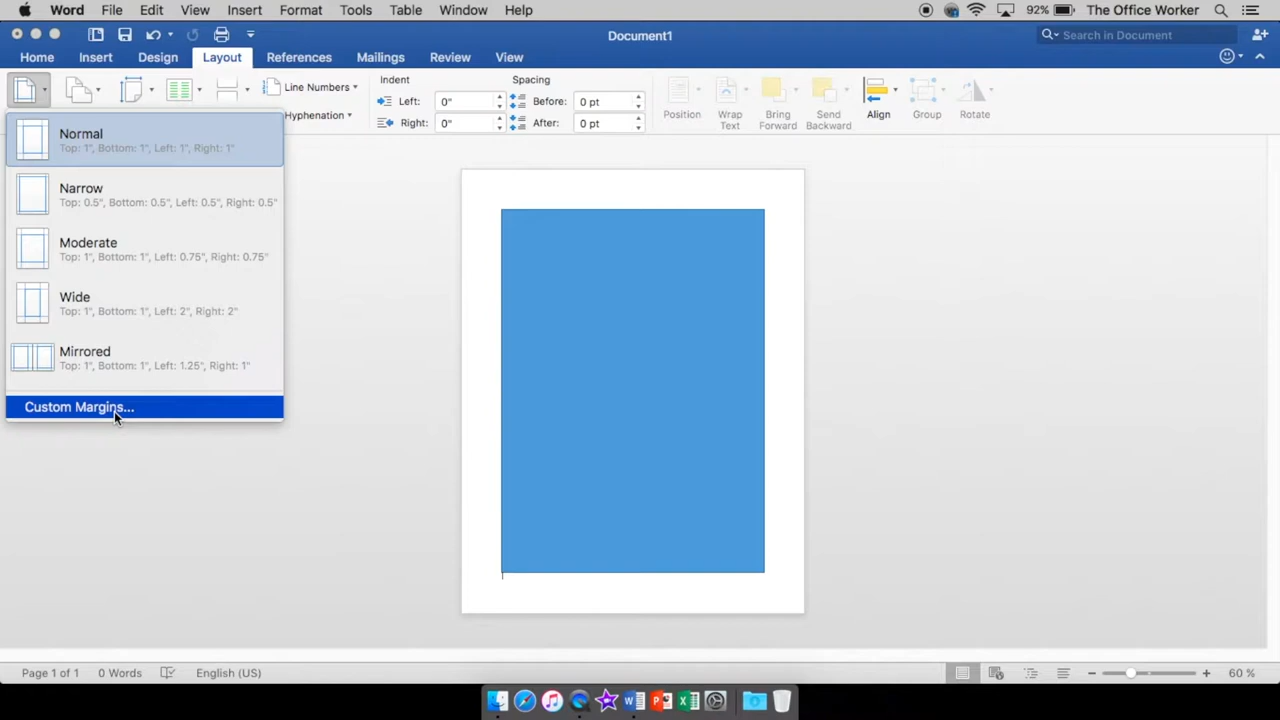 Word File Edit View Insert Format Tools Table Window Help 92% The Office Worker
Document1
Search in Document
Home Insert Design Layout References Mailings Review View
Line Numbers
Hyphenation
Indent
Left: 0"
Right: 0"
Spacing
Before: 0 pt
After: 0 pt
Position
Wrap Text
Bring Forward
Send Backward
Align
Group
Rotate
Normal
Top: 1", Bottom: 1", Left: 1", Right: 1"
Narrow
Top: 0.5", Bottom: 0.5", Left: 0.5", Right: 0.5"
Moderate
Top: 1", Bottom: 1", Left: 0.75", Right: 0.75"
Wide
Top: 1", Bottom: 1", Left: 2", Right: 2"
Mirrored
Top: 1", Bottom: 1", Left: 1.25", Right: 1"
Custom Margins...
Page 1 of 1 0 Words English (US) 60 %